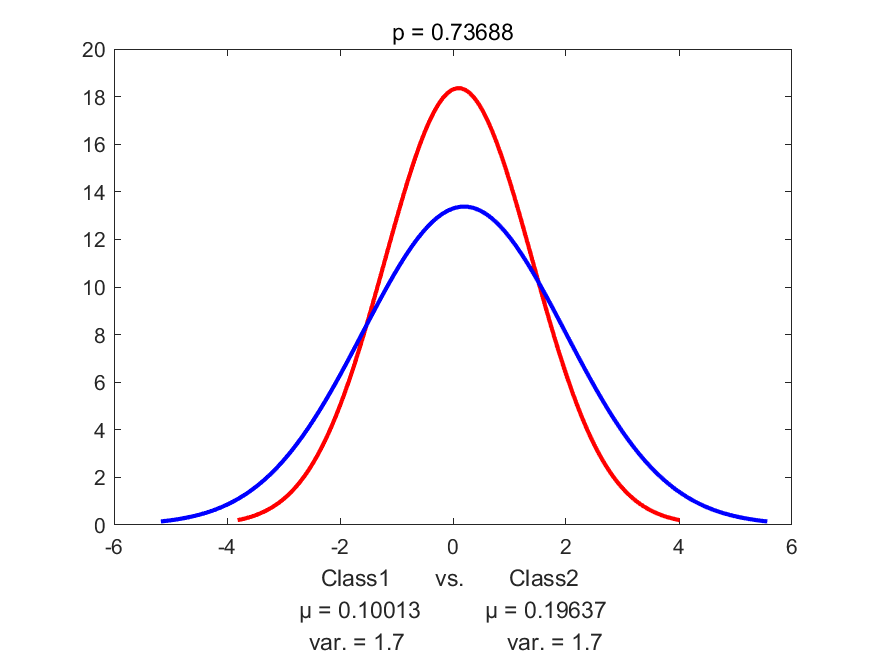 p = 0.73688
20
18
16
14
12
10
8
6
4
2
0
-6 -4 -2 0 2 4 6
Class1 vs. Class2
μ = 0.10013 μ = 0.19637
var. = 1.7 var. = 1.7